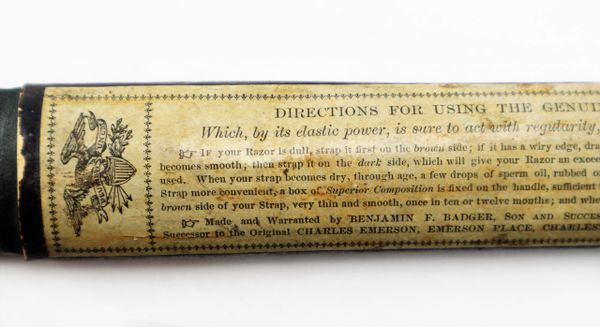 DIRECTIONS FOR USING THE GENUI
Which, by its elastic power, is sure to act with regularity,
☞ IF your Razor is dull, strap it first on the brown side; if it has a wiry edge, dra
becomes smooth; then strap it on the dark side, which will give your Razor an excee
used. When your strap becomes dry, through age, a few drops of sperm oil, rubbed
Strap more convenient, a box of Superior Composition is fixed on the handle, sufficient
brown side of your Strap, very thin and smooth, once in ten or twelve months; and whe
☞ Made and Warranted by BENJAMIN F. BADGER, SON AND SUCCES
Successor to the Original CHARLES EMERSON, EMERSON PLACE, CHARLES